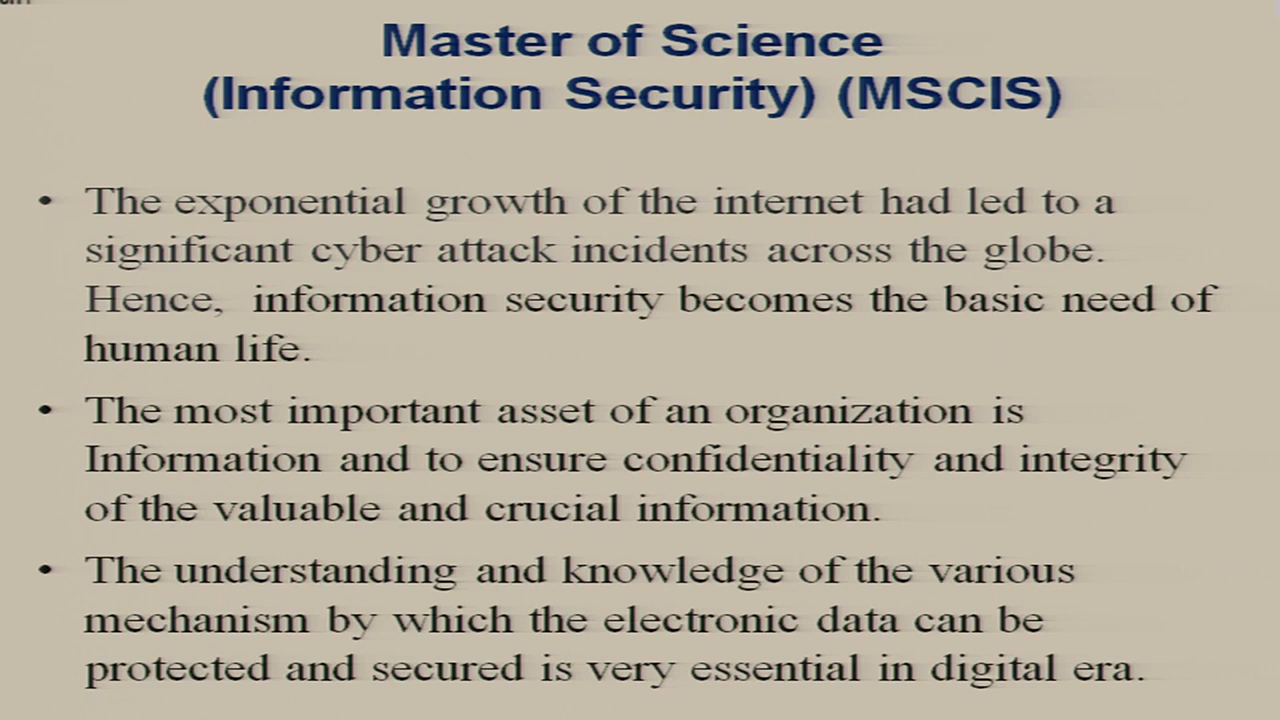 Master of Science
(Information Security) (MSCIS)
• The exponential growth of the internet had led to a
significant cyber attack incidents across the globe.
Hence, information security becomes the basic need of
human life.
• The most important asset of an organization is
Information and to ensure confidentiality and integrity
of the valuable and crucial information.
• The understanding and knowledge of the various
mechanism by which the electronic data can be
protected and secured is very essential in digital era.